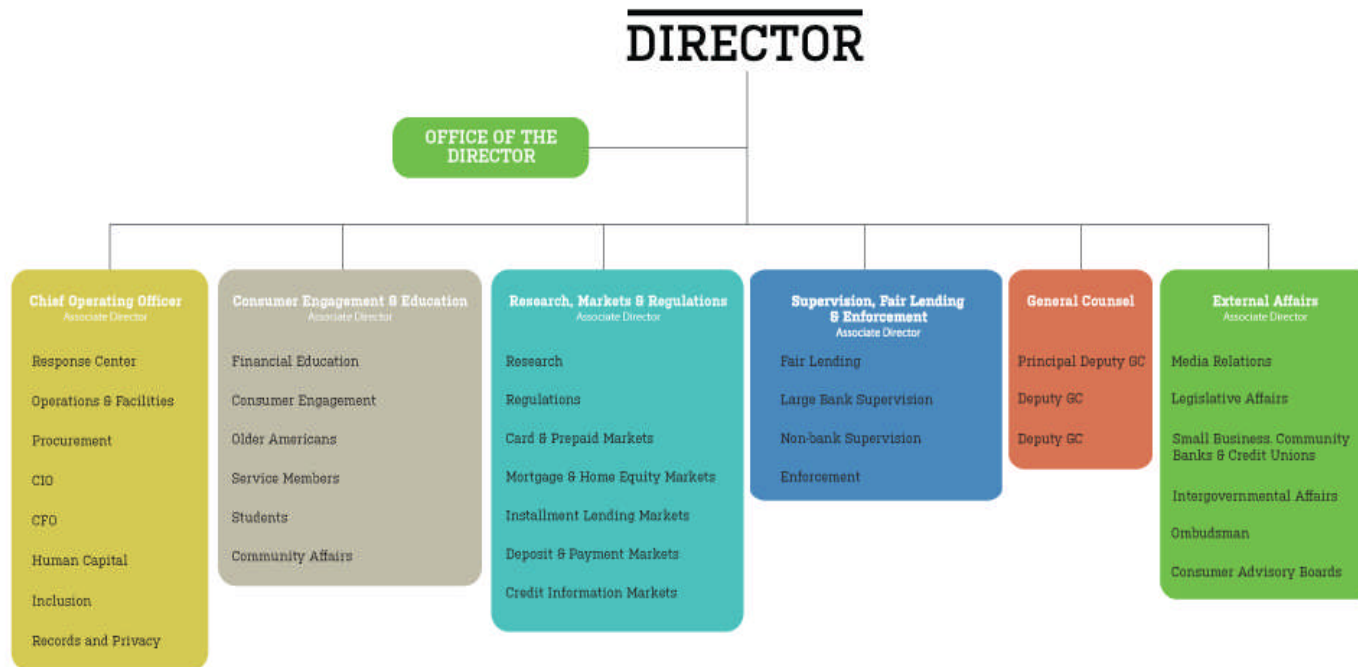 DIRECTOR
OFFICE OF THE
DIRECTOR
Chief Operating Officer
Associate Director
Response Center
Operations & Facilities
Procurement
CIO
CFO
Human Capital
Inclusion
Records and Privacy
Consumer Engagement & Education
Associate Director
Financial Education
Consumer Engagement
Older Americans
Service Members
Students
Community Affairs
Research, Markets & Regulations
Associate Director
Research
Regulations
Card & Prepaid Markets
Mortgage & Home Equity Markets
Installment Lending Markets
Deposit & Payment Markets
Credit Information Markets
Supervision, Fair Lending
& Enforcement
Associate Director
Fair Lending
Large Bank Supervision
Non-bank Supervision
Enforcement
General Counsel
Principal Deputy GC
Deputy GC
Deputy GC
External Affairs
Associate Director
Media Relations
Legislative Affairs
Small Business, Community
Banks & Credit Unions
Intergovernmental Affairs
Ombudsman
Consumer Advisory Boards